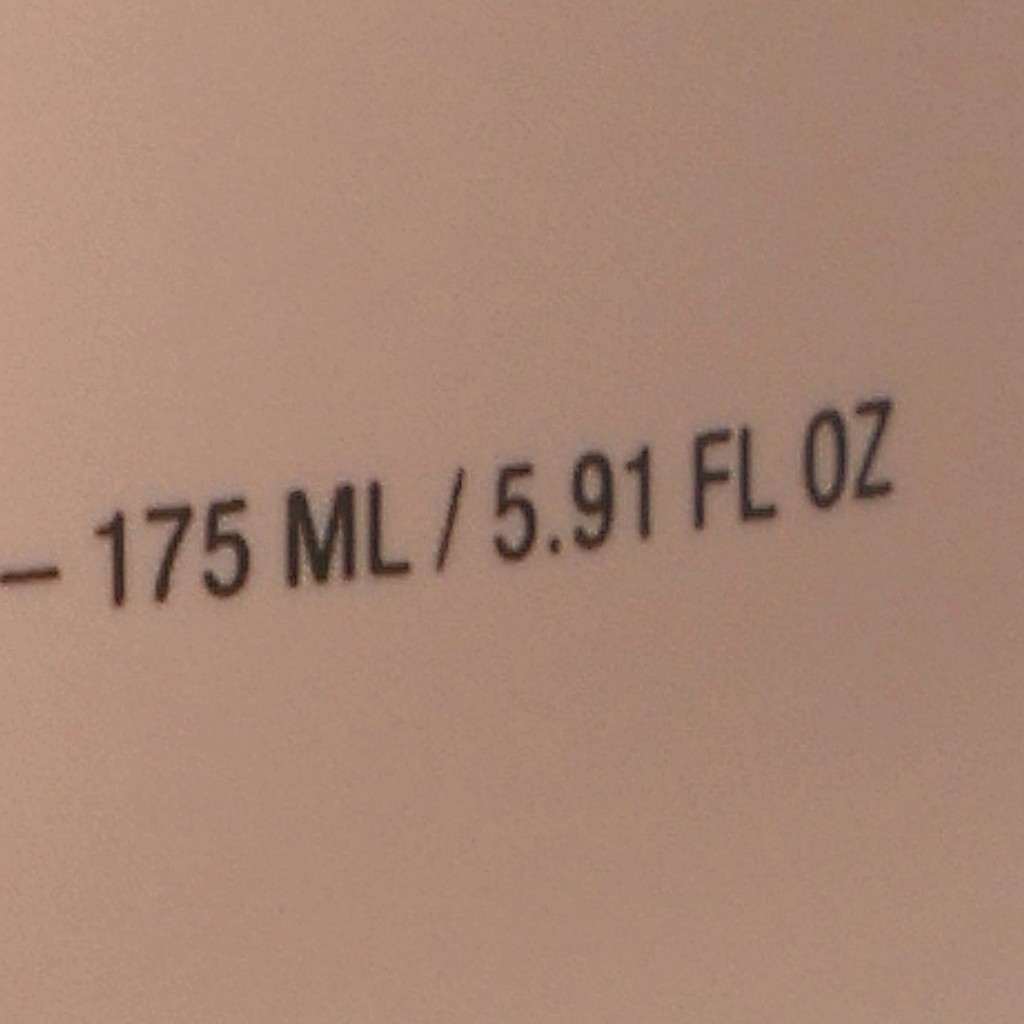 – 175 ML / 5.91 FL OZ